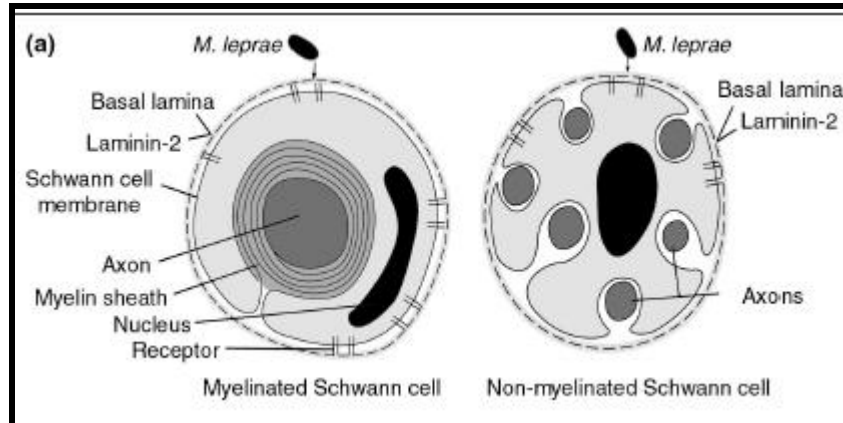 (a)
M. leprae
Basal lamina
Laminin-2
Schwann cell
membrane
Axon
Myelin sheath
Nucleus
Receptor
Myelinated Schwann cell
M. leprae
Basal lamina
Laminin-2
Axons
Non-myelinated Schwann cell